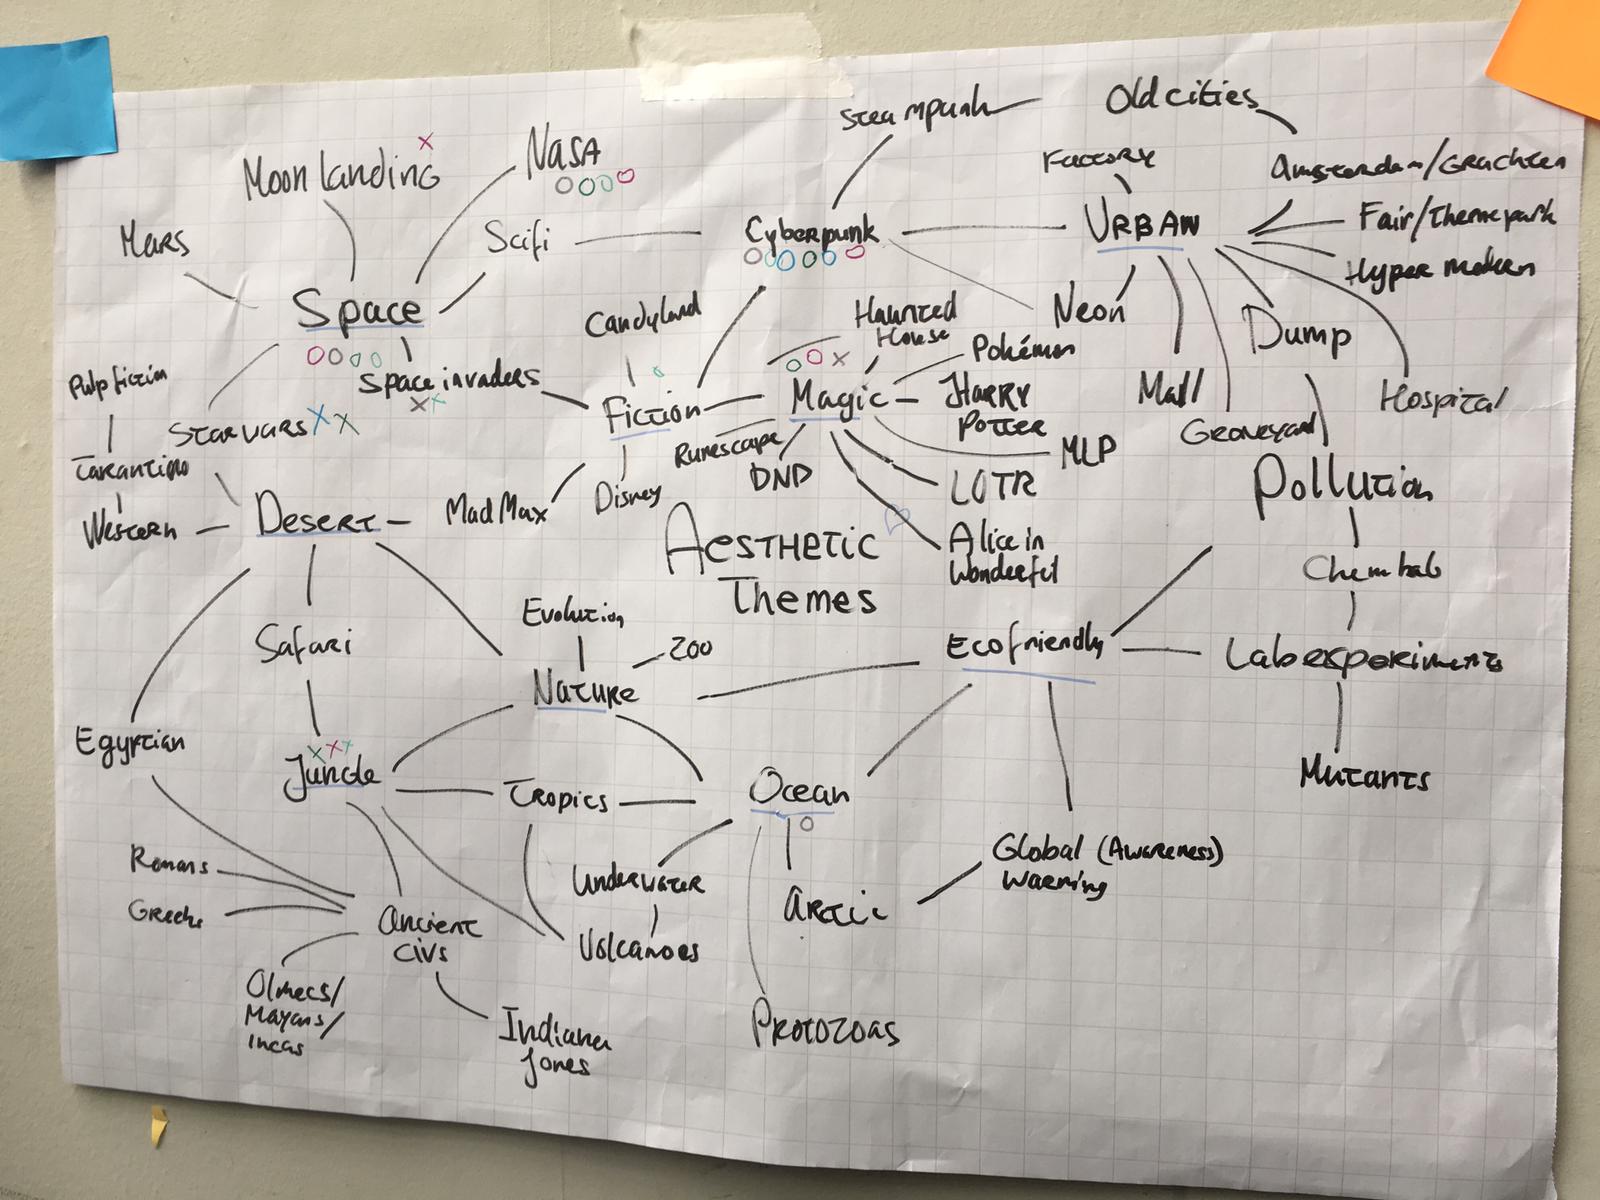 Steampunk
Old cities
Moon landing
NASA
Factory
Amsterdam/Grachten
Mars
Scifi
Cyberpunk
URBAN
Fair/Themepark
Hyper modern
Space
Candyland
Haunted
House
Neon
Dump
Pokémon
Pulp fiction
Space invaders
Fiction
Magic
Harry
Potter
Mall
Hospital
Starwars
Runescape
Graveyard
MLP
Tarantino
DND
LOTR
Pollution
Western
Desert
Mad Max
Disney
Aesthetic
Themes
Alice in
Wonderful
Evolution
Safari
Zoo
Ecofriendly
Lab experiments
Nature
Egyptian
Jungle
Tropics
Ocean
Mutants
Romans
Underwater
Global (Awareness)
warming
Greeks
Ancient
civs
Volcanoes
Arctic
Olmecs/
Mayans/
Incas
Indiana
Jones
Protozoas